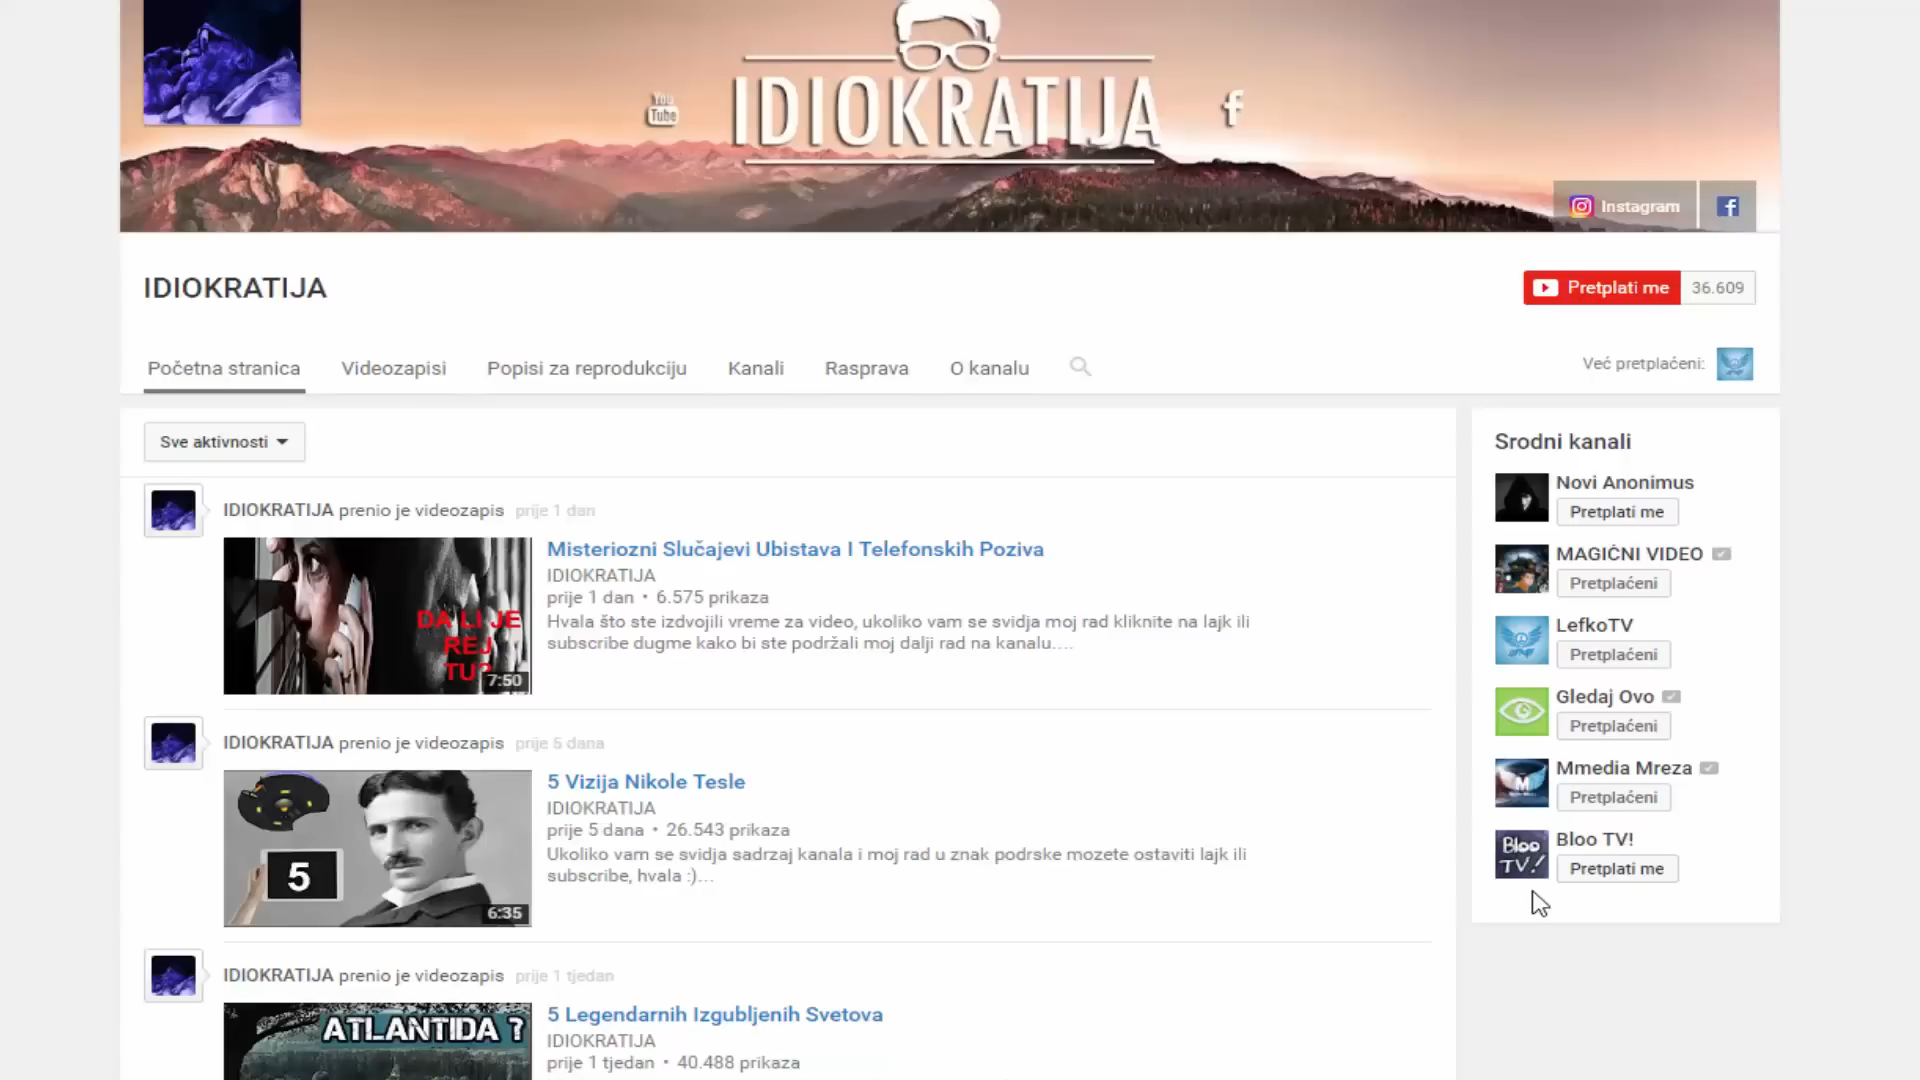 You
Tube
IDIOKRATIJA
f
Instagram
IDIOKRATIJA
Pretplati me 36.609
Početna stranica Videozapisi Popisi za reprodukciju Kanali Rasprava O kanalu
Već pretplaćeni:
Sve aktivnosti
IDIOKRATIJA prenio je videozapis prije 1 dan
DA LI JE
REJ
TU?
7:50
Misteriozni Slučajevi Ubistava I Telefonskih Poziva
IDIOKRATIJA
prije 1 dan • 6.575 prikaza
Hvala što ste izdvojili vreme za video, ukoliko vam se svidja moj rad kliknite na lajk ili
subscribe dugme kako bi ste podržali moj dalji rad na kanalu....
IDIOKRATIJA prenio je videozapis prije 5 dana
5
6:35
5 Vizija Nikole Tesle
IDIOKRATIJA
prije 5 dana • 26.543 prikaza
Ukoliko vam se svidja sadrzaj kanala i moj rad u znak podrske mozete ostaviti lajk ili
subscribe, hvala :)...
IDIOKRATIJA prenio je videozapis prije 1 tjedan
ATLANTIDA ?
5 Legendarnih Izgubljenih Svetova
IDIOKRATIJA
prije 1 tjedan • 40.488 prikaza
Srodni kanali
Novi Anonimus
Pretplati me
MAGIČNI VIDEO
Pretplaćeni
LefkoTV
Pretplaćeni
Gledaj Ovo
Pretplaćeni
Mmedia Mreza
Pretplaćeni
Bloo
TV!
Bloo TV!
Pretplati me